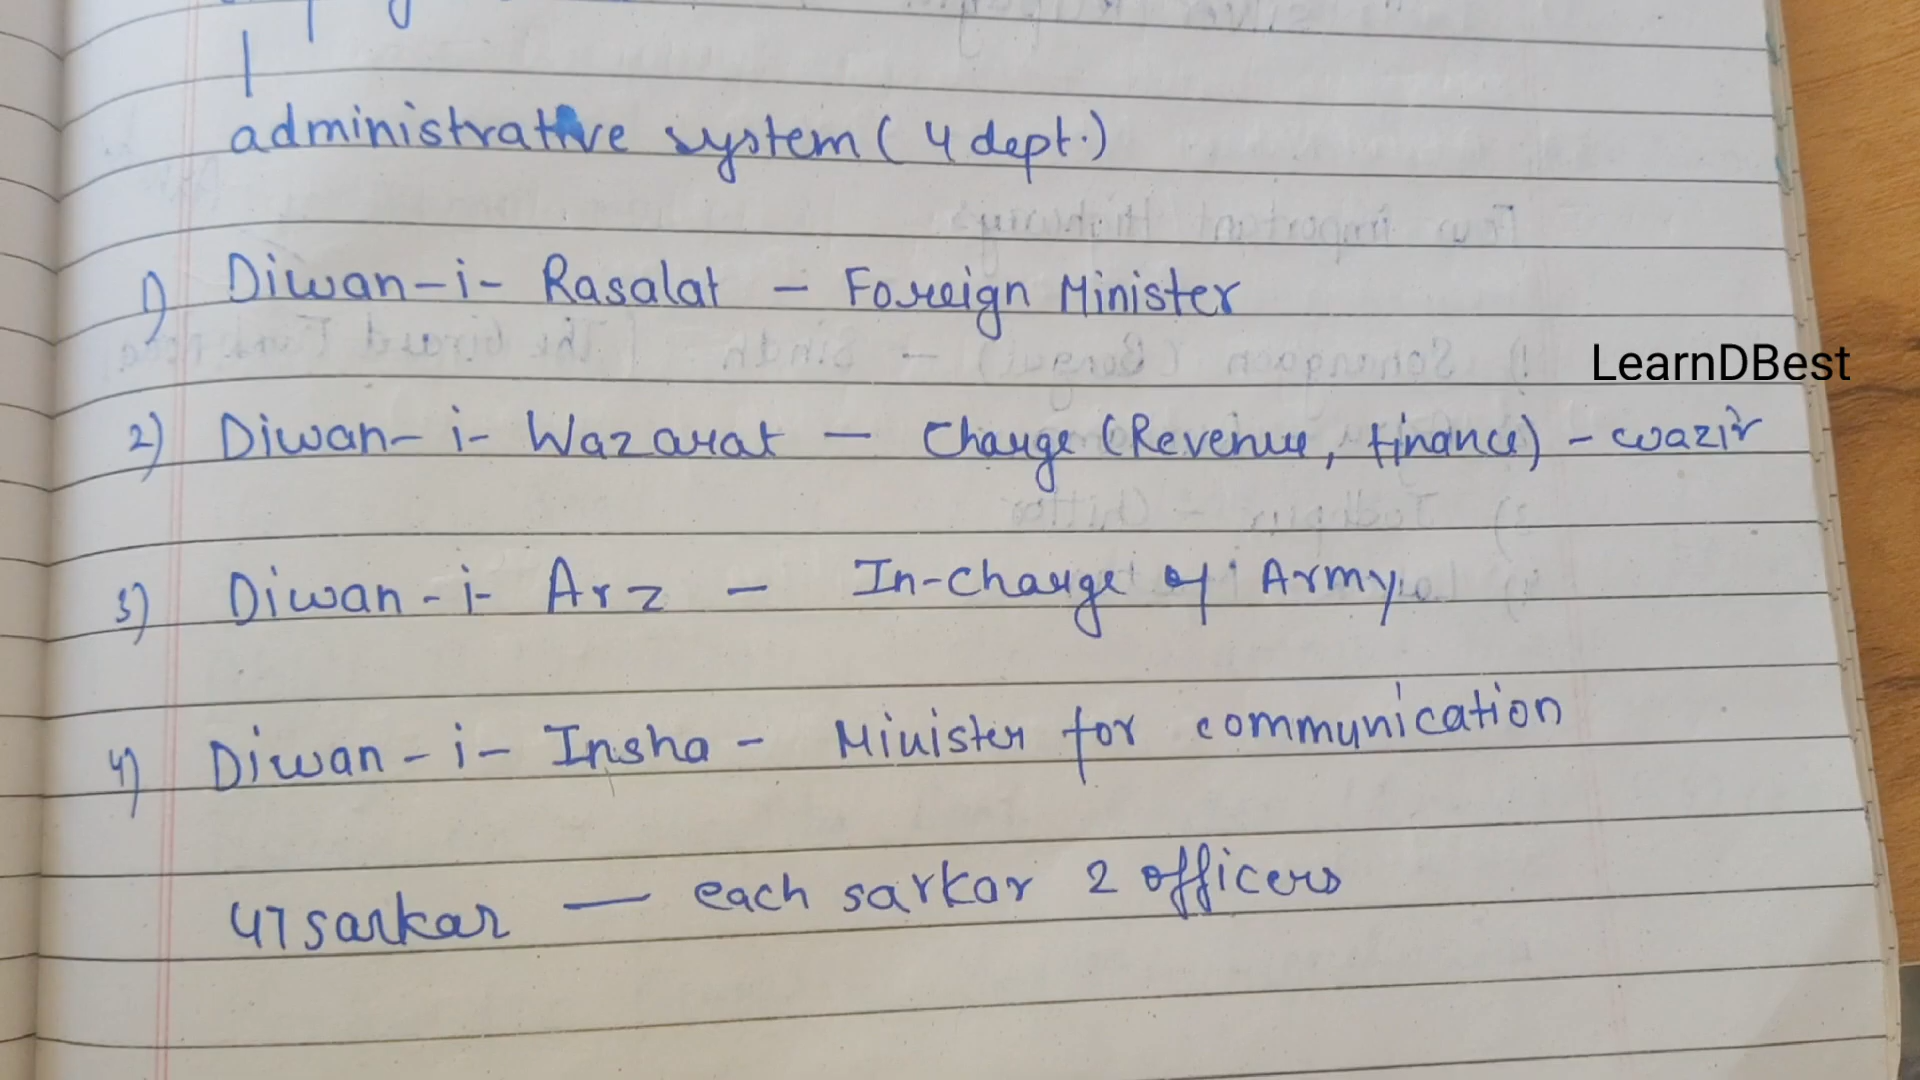 administrative system ( 4 dept.)
1) Diwan-i- Rasalat - Foreign Minister
LearnDBest
2) Diwan- i- Wazarat - Charge (Revenue, finance) - wazir
3) Diwan-i- Arz - In-charge of Army.
4) Diwan-i- Insha - Minister for communication
47 sarkar — each sarkar 2 officers